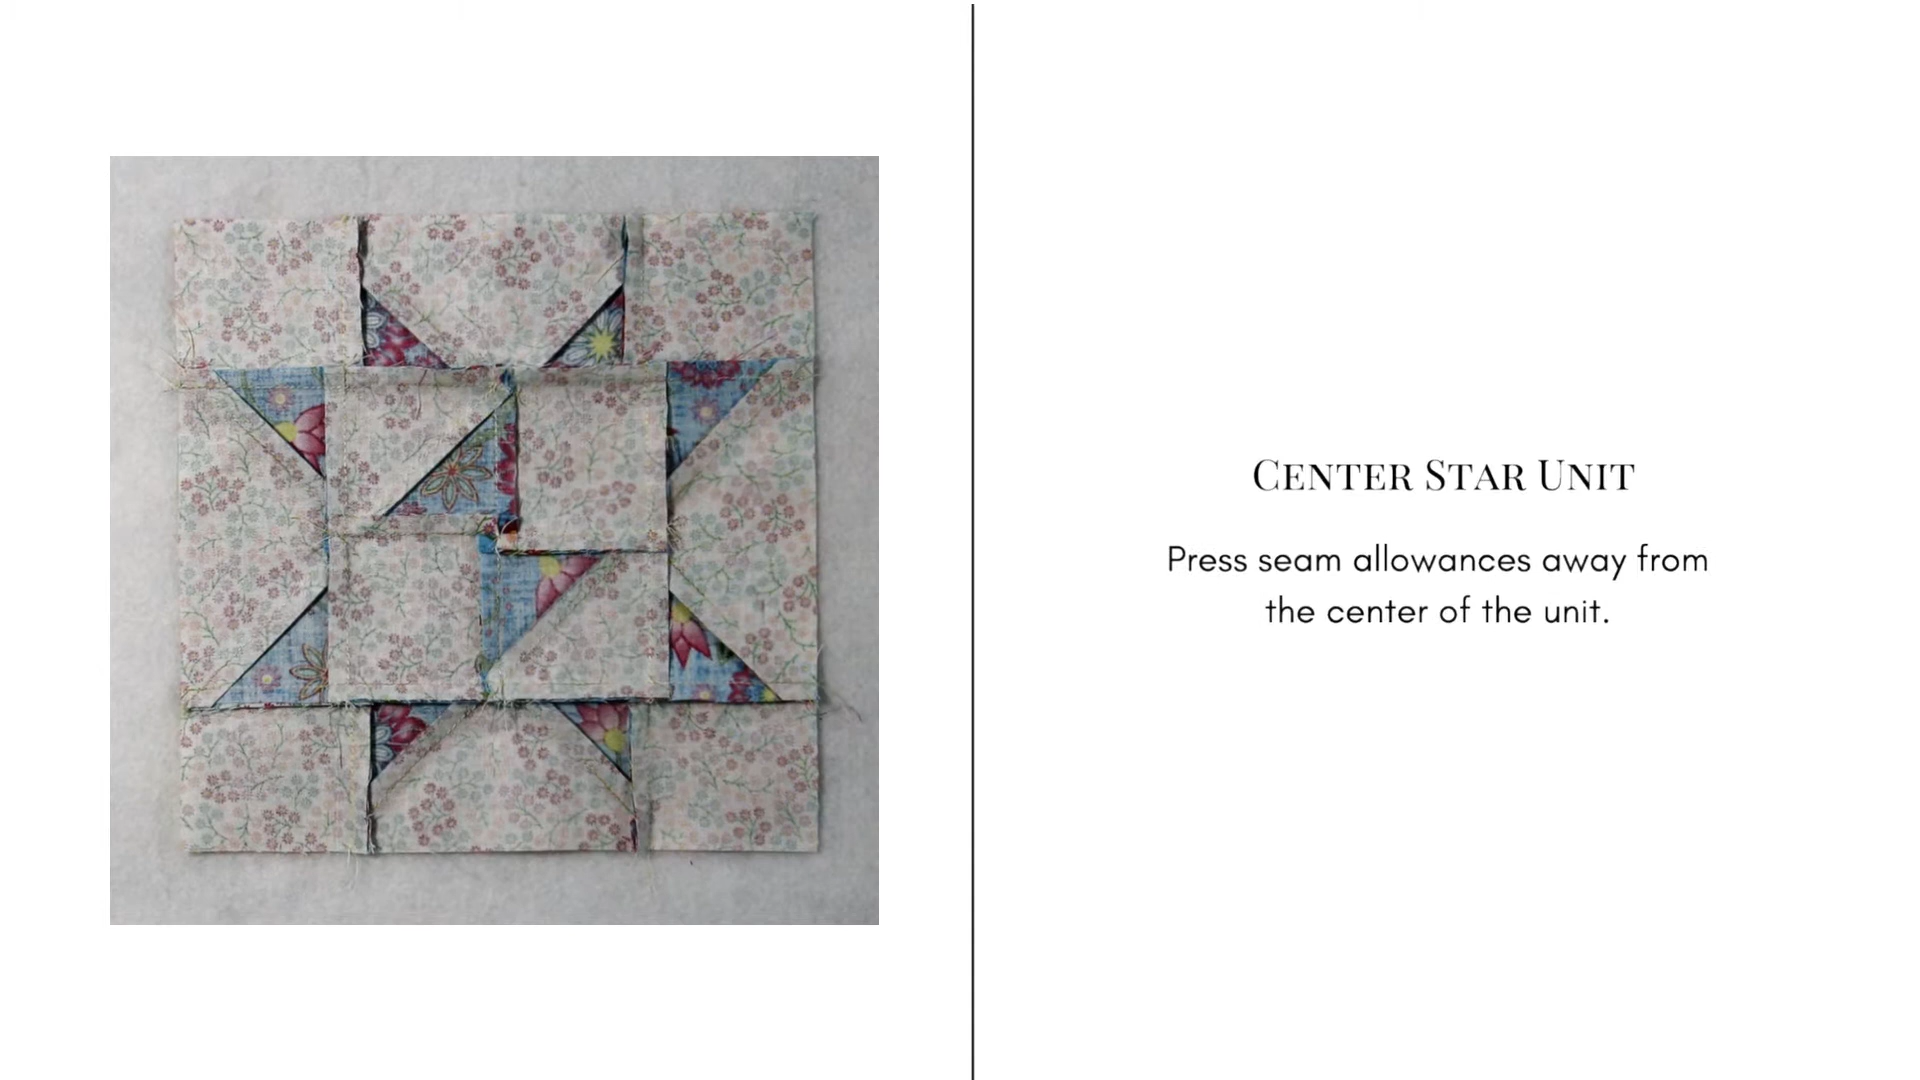 Center Star Unit
Press seam allowances away from
the center of the unit.